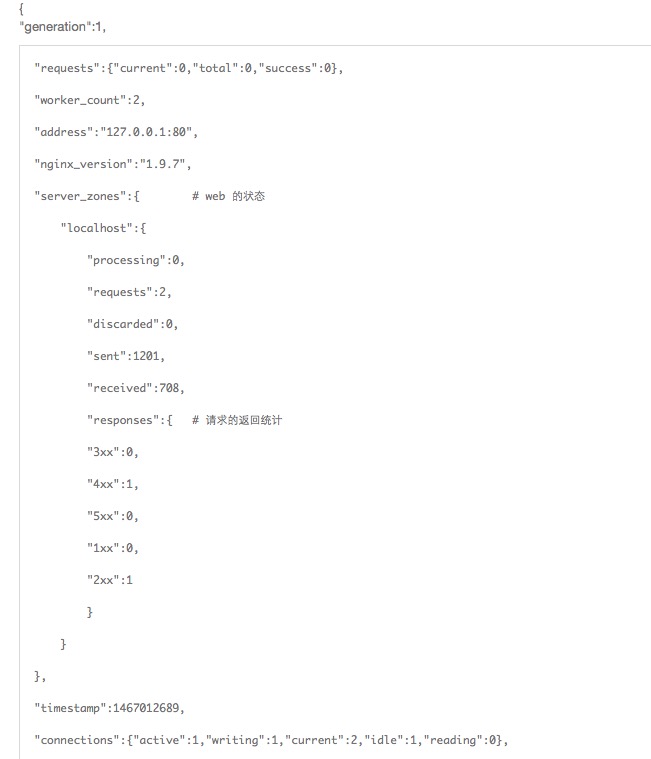 {
"generation":1,
"requests":{"current":0,"total":0,"success":0},
"worker_count":2,
"address":"127.0.0.1:80",
"nginx_version":"1.9.7",
"server_zones":{        # web 的状态
    "localhost":{
        "processing":0,
        "requests":2,
        "discarded":0,
        "sent":1201,
        "received":708,
        "responses":{   # 请求的返回统计
        "3xx":0,
        "4xx":1,
        "5xx":0,
        "1xx":0,
        "2xx":1
        }
    }
},
"timestamp":1467012689,
"connections":{"active":1,"writing":1,"current":2,"idle":1,"reading":0},